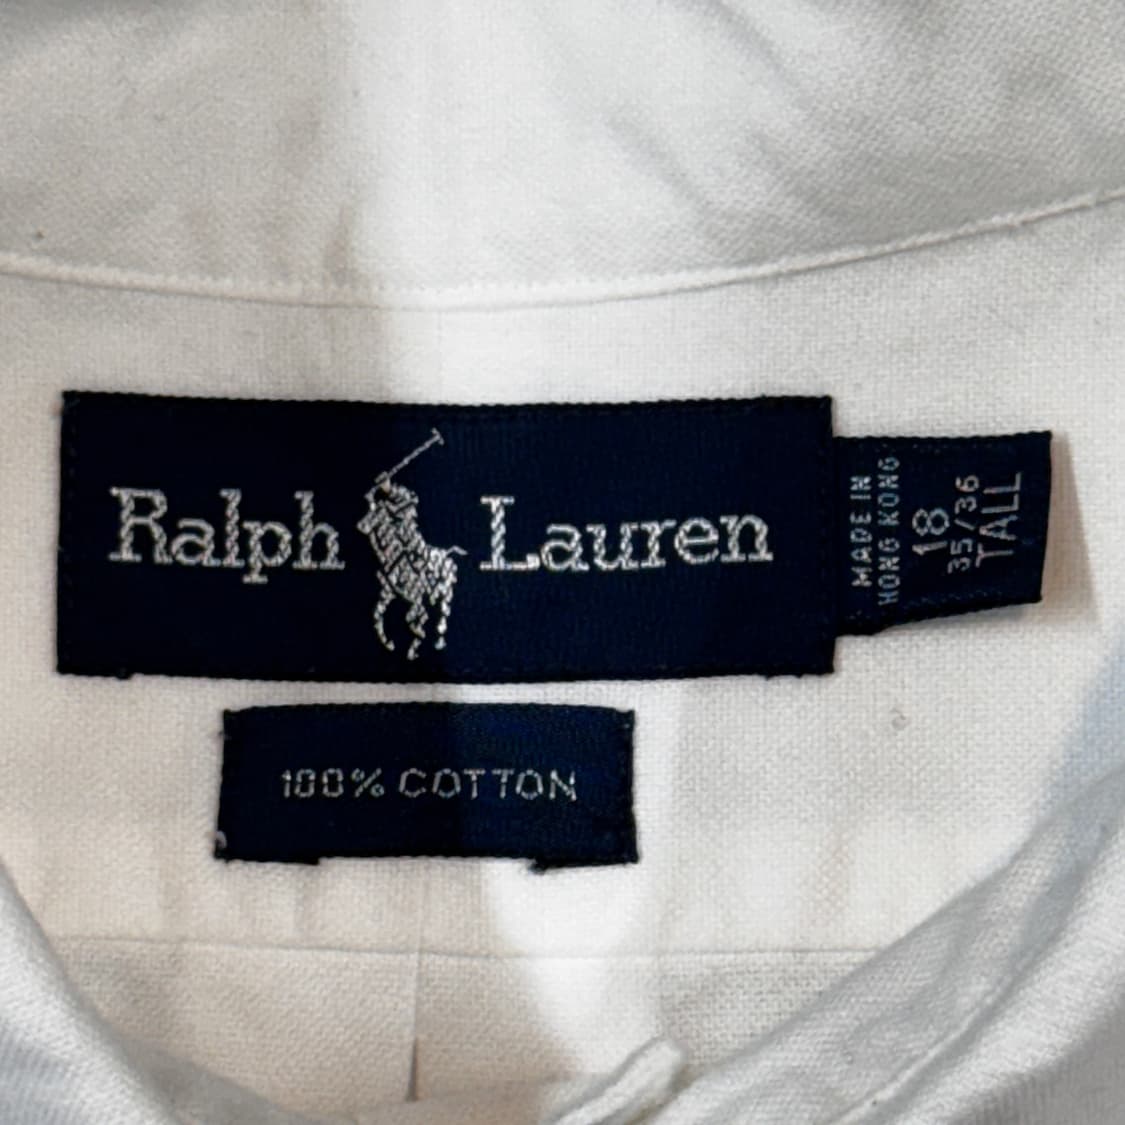 Ralph Lauren
MADE IN
HONG KONG
18
35/36
TALL
100% COTTON